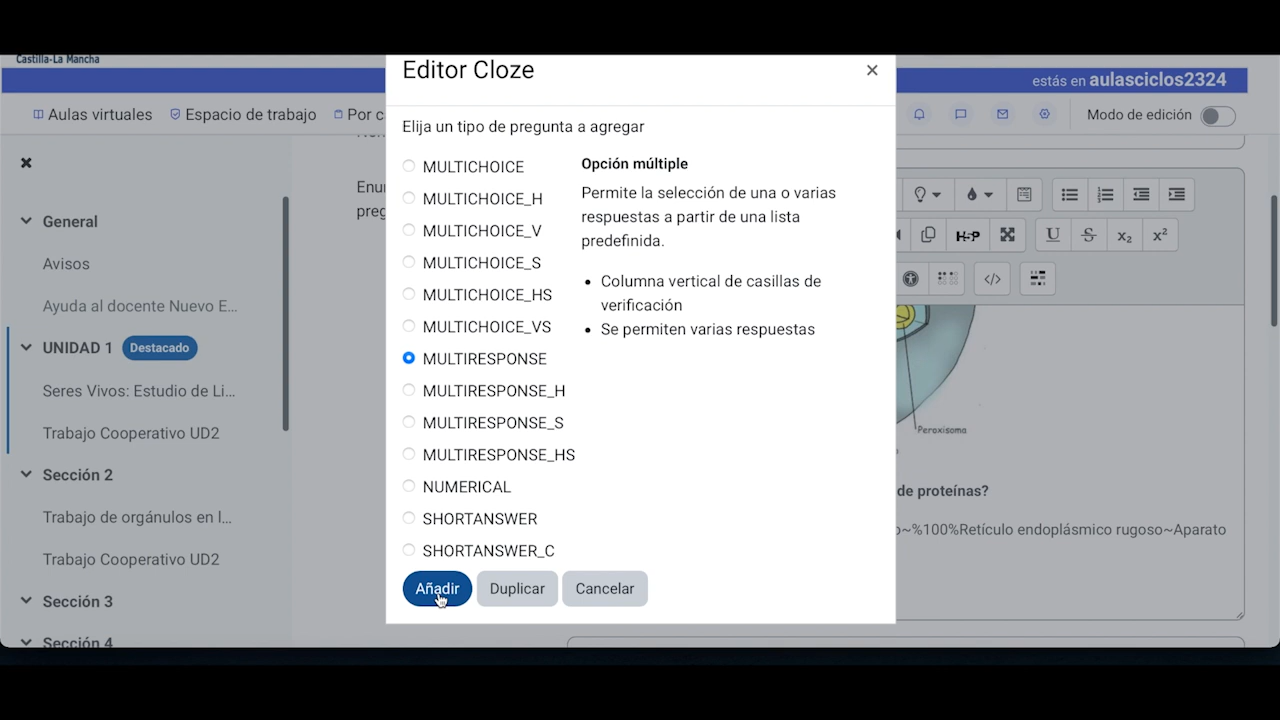 Castilla-La Mancha
estás en aulasciclos2324
Aulas virtuales
Espacio de trabajo
Por c
Modo de edición
General
Avisos
Ayuda al docente Nuevo E...
UNIDAD 1 Destacado
Seres Vivos: Estudio de Li...
Trabajo Cooperativo UD2
Sección 2
Trabajo de orgánulos en l...
Trabajo Cooperativo UD2
Sección 3
Sección 4
Enu
preg
Editor Cloze
Elija un tipo de pregunta a agregar
MULTICHOICE
MULTICHOICE_H
MULTICHOICE_V
MULTICHOICE_S
MULTICHOICE_HS
MULTICHOICE_VS
MULTIRESPONSE
MULTIRESPONSE_H
MULTIRESPONSE_S
MULTIRESPONSE_HS
NUMERICAL
SHORTANSWER
SHORTANSWER_C
Opción múltiple
Permite la selección de una o varias
respuestas a partir de una lista
predefinida.
• Columna vertical de casillas de
verificación
• Se permiten varias respuestas
Añadir
Duplicar
Cancelar
H-P
U S x₂ x²
</>
Peroxisoma
de proteínas?
o~%100%Retículo endoplásmico rugoso~Aparato